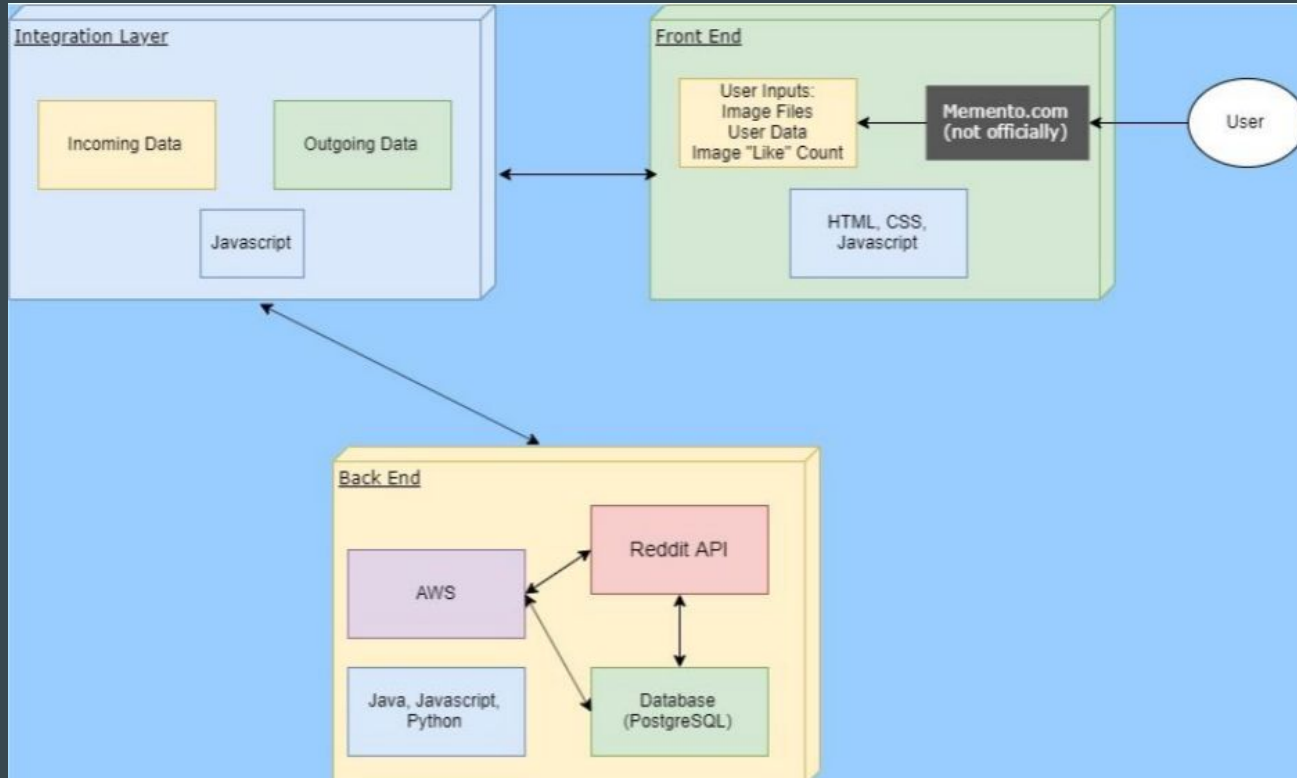 Integration Layer
Incoming Data
Outgoing Data
Javascript
Front End
User Inputs:
Image Files
User Data
Image "Like" Count
Memento.com
(not officially)
User
HTML, CSS,
Javascript
Back End
AWS
Reddit API
Java, Javascript,
Python
Database
(PostgreSQL)